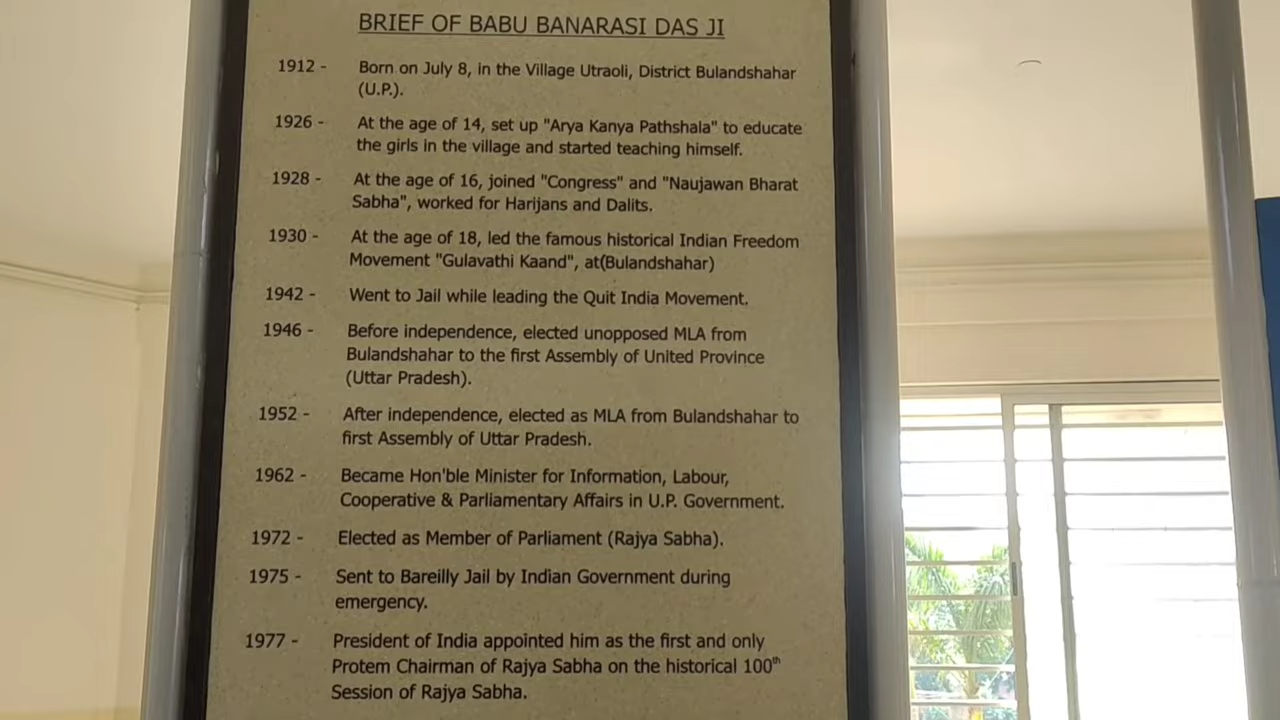 BRIEF OF BABU BANARASI DAS JI
1912 - Born on July 8, in the Village Utraoli, District Bulandshahar
(U.P.).
1926 - At the age of 14, set up "Arya Kanya Pathshala" to educate
the girls in the village and started teaching himself.
1928 - At the age of 16, joined "Congress" and "Naujawan Bharat
Sabha", worked for Harijans and Dalits.
1930 - At the age of 18, led the famous historical Indian Freedom
Movement "Gulavathi Kaand", at(Bulandshahar)
1942 - Went to Jail while leading the Quit India Movement.
1946 - Before independence, elected unopposed MLA from
Bulandshahar to the first Assembly of United Province
(Uttar Pradesh).
1952 - After independence, elected as MLA from Bulandshahar to
first Assembly of Uttar Pradesh.
1962 - Became Hon'ble Minister for Information, Labour,
Cooperative & Parliamentary Affairs in U.P. Government.
1972 - Elected as Member of Parliament (Rajya Sabha).
1975 - Sent to Bareilly Jail by Indian Government during
emergency.
1977 - President of India appointed him as the first and only
Protem Chairman of Rajya Sabha on the historical 100th
Session of Rajya Sabha.